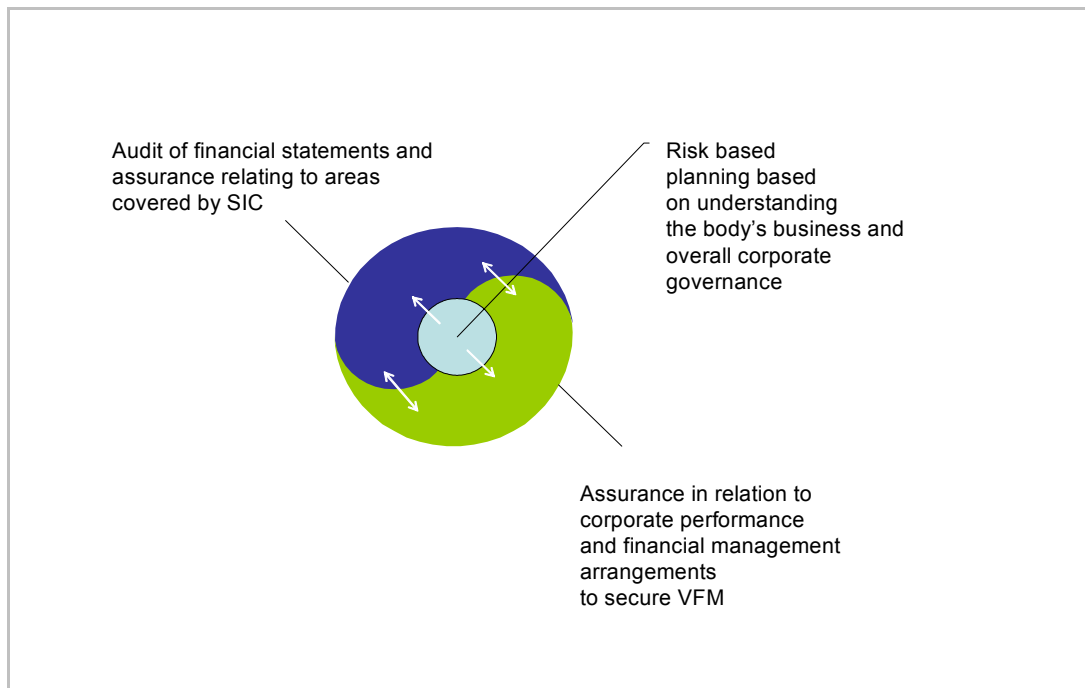 Audit of financial statements and
assurance relating to areas
covered by SIC
Risk based
planning based
on understanding
the body’s business and
overall corporate
governance
Assurance in relation to
corporate performance
and financial management
arrangements
to secure VFM